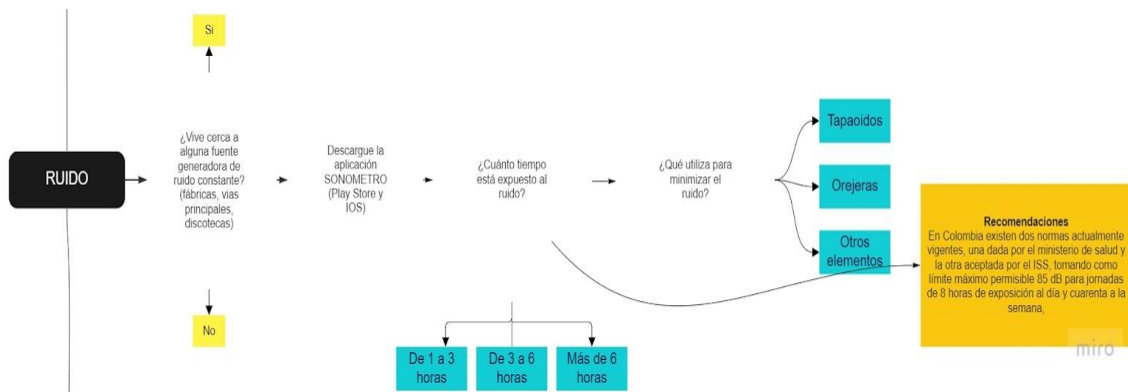 Si
RUIDO
¿Vive cerca a
alguna fuente
generadora de
ruido constante?
(fábricas, vias
principales,
discotecas)
No
Descargue la
aplicación
SONOMETRO
(Play Store y
IOS)
¿Cuánto tiempo
está expuesto al
ruido?
De 1 a 3
horas
De 3 a 6
horas
Más de 6
horas
¿Qué utiliza para
minimizar el
ruido?
Tapaoidos
Orejeras
Otros
elementos
Recomendaciones
En Colombia existen dos normas actualmente
vigentes, una dada por el ministerio de salud y
la otra aceptada por el ISS, tomando como
límite máximo permisible 85 dB para jornadas
de 8 horas de exposición al día y cuarenta a la
semana,
miro